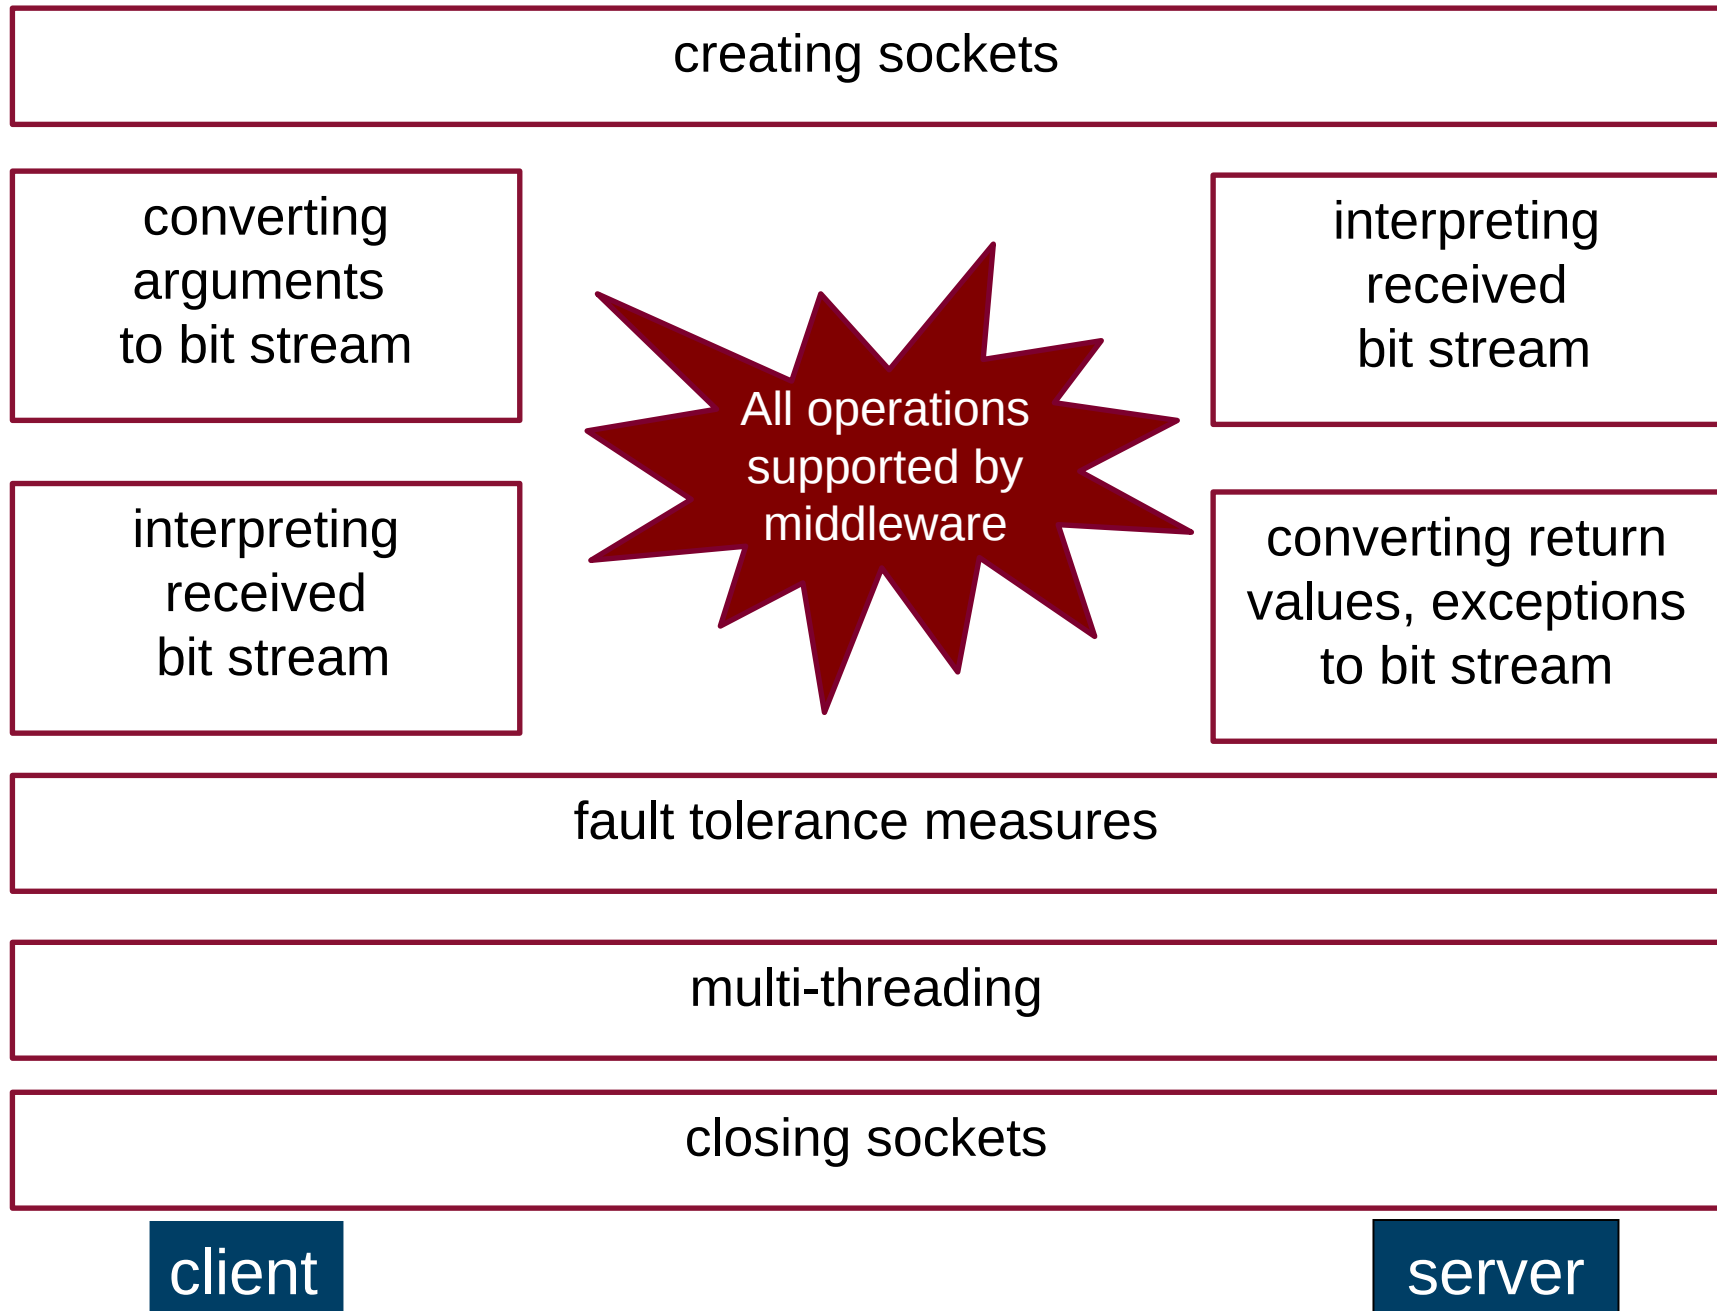 creating sockets
converting
arguments
to bit stream
interpreting
received
bit stream
All operations
supported by
middleware
interpreting
received
bit stream
converting return
values, exceptions
to bit stream
fault tolerance measures
multi-threading
closing sockets
client
server